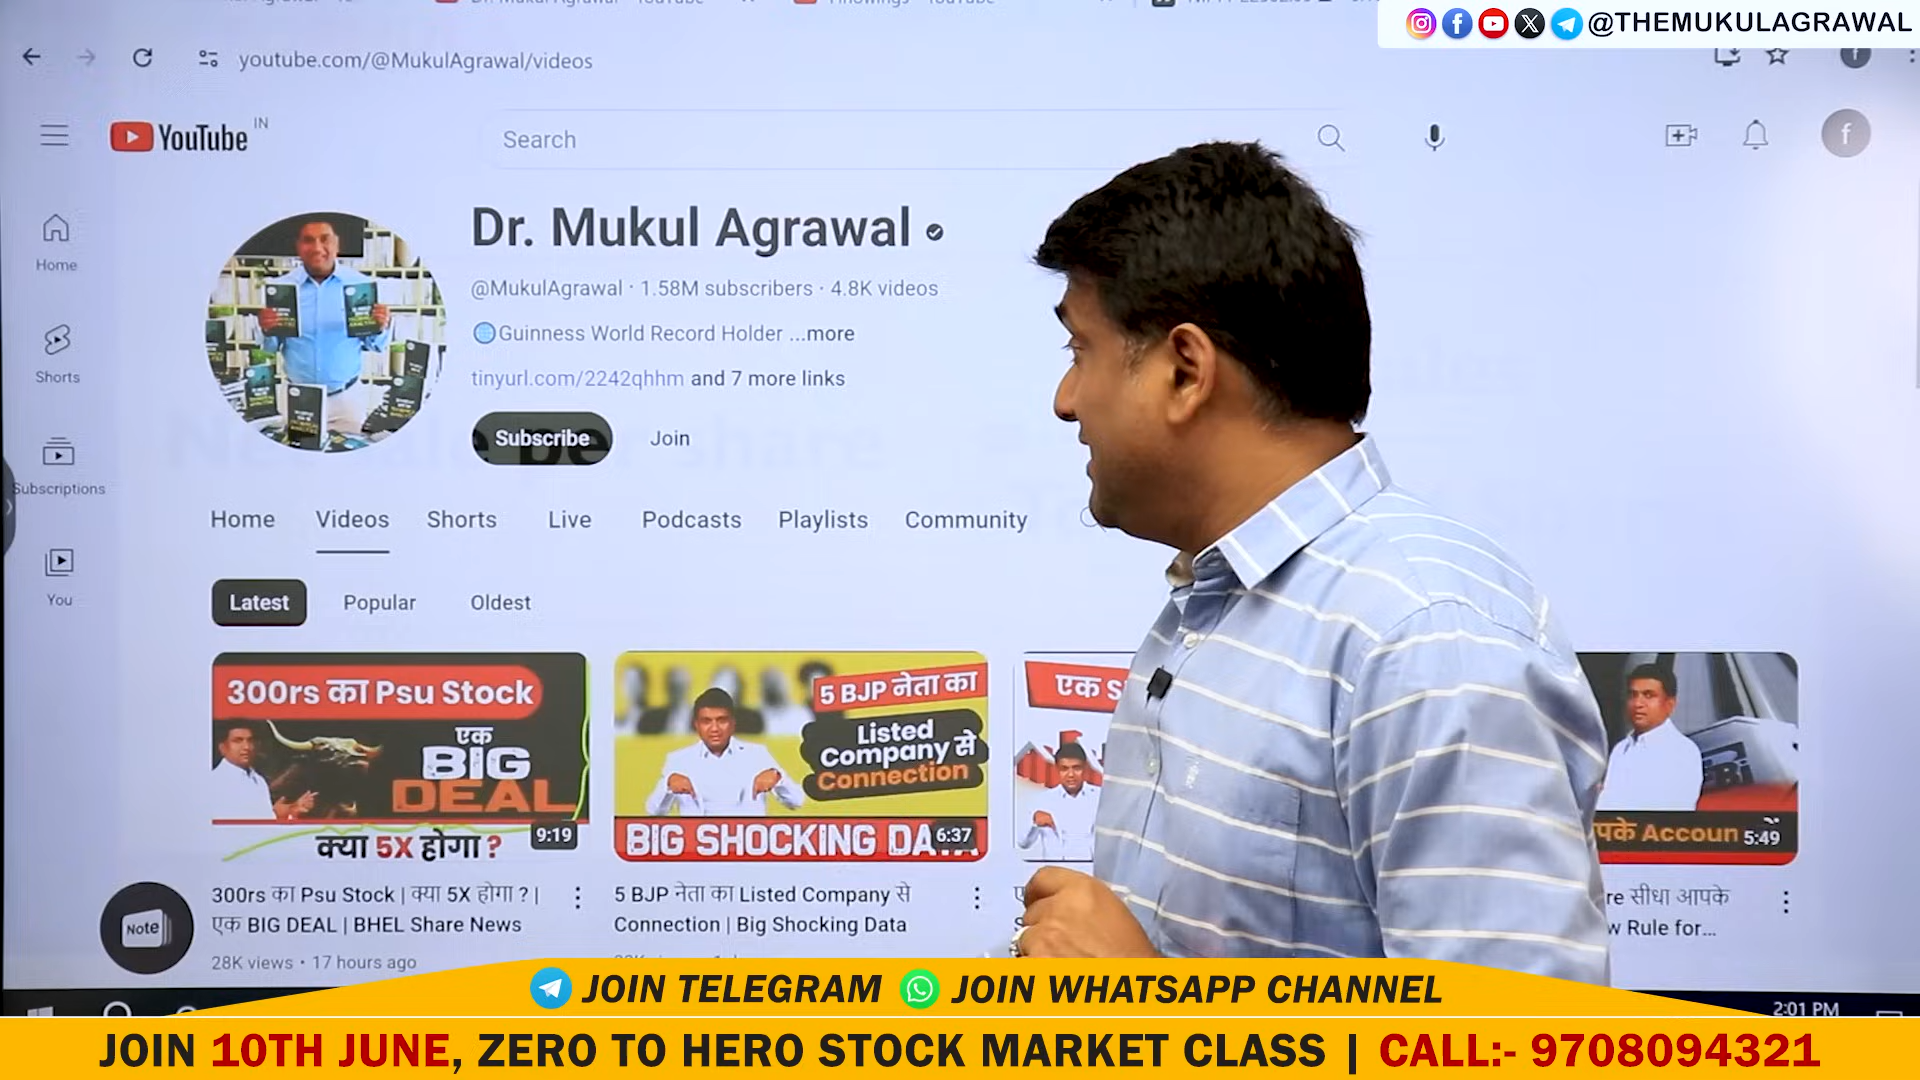 @THEMUKULAGRAWAL
youtube.com/@MukulAgrawal/videos
YouTube IN
Search
f
Home
Shorts
Subscriptions
You
Dr. Mukul Agrawal
@MukulAgrawal · 1.58M subscribers · 4.8K videos
Guinness World Record Holder ...more
tinyurl.com/2242qhhm and 7 more links
Subscribe Join
Net sale per share
Home Videos Shorts Live Podcasts Playlists Community
Latest Popular Oldest
300rs का Psu Stock
एक
BIG
DEAL
क्या 5X होगा ?
9:19
5 BJP नेता का
Listed
Company से
Connection
BIG SHOCKING
6:37
एक
पके Accoun
5:49
300rs का Psu Stock | क्या 5X होगा ? |
एक BIG DEAL | BHEL Share News
28K views • 17 hours ago
5 BJP नेता का Listed Company से
Connection | Big Shocking Data
re सीधा आपके
w Rule for...
Note
2:01 PM
JOIN TELEGRAM JOIN WHATSAPP CHANNEL
JOIN 10TH JUNE, ZERO TO HERO STOCK MARKET CLASS | CALL:- 9708094321